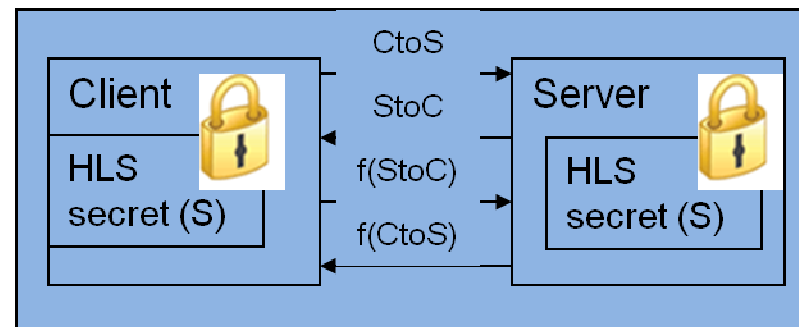 CtoS
Client
Server
StoC
HLS
secret (S)
f(StoC)
HLS
secret (S)
f(CtoS)